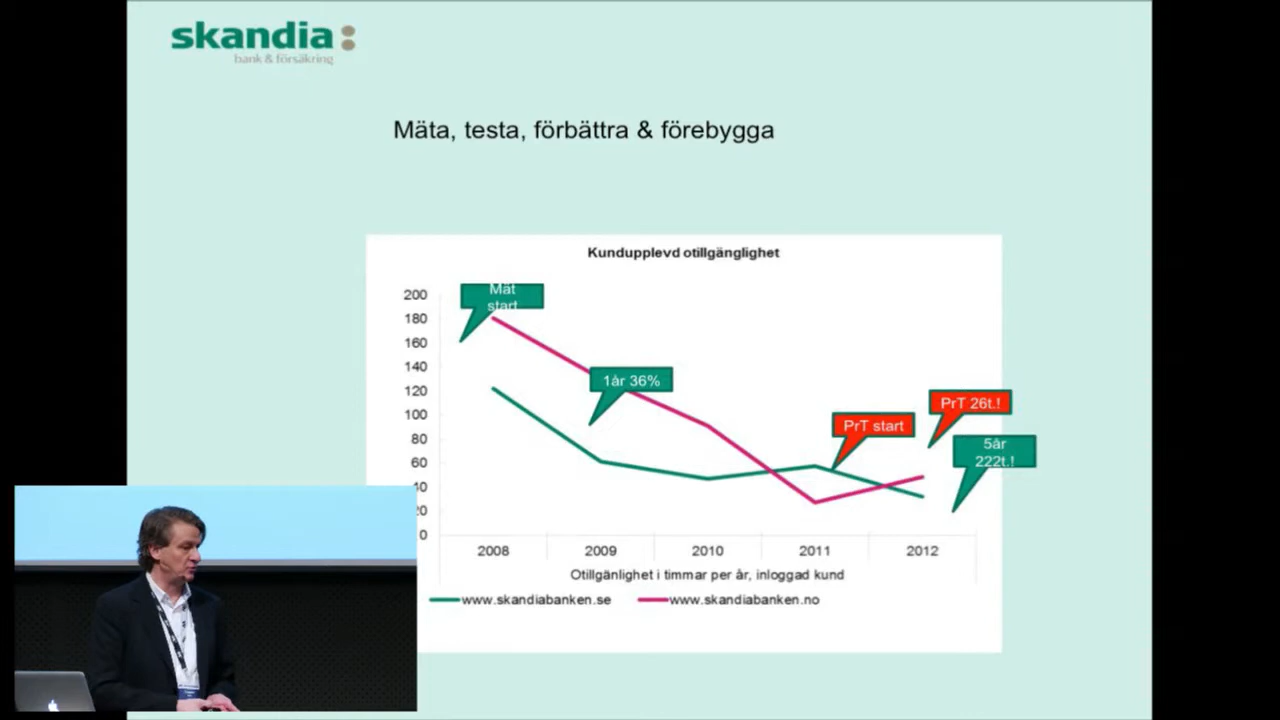 skandia
bank & försäkring
Mäta, testa, förbättra & förebygga
Kundupplevd otillgänglighet
200
180
160
140
120
100
80
60
40
20
0
Mät
start
1år 36%
PrT start
PrT 26t.!
5år
222t.!
2008
2009
2010
2011
2012
Otillgänlighet i timmar per år, inloggad kund
www.skandiabanken.se
www.skandiabanken.no